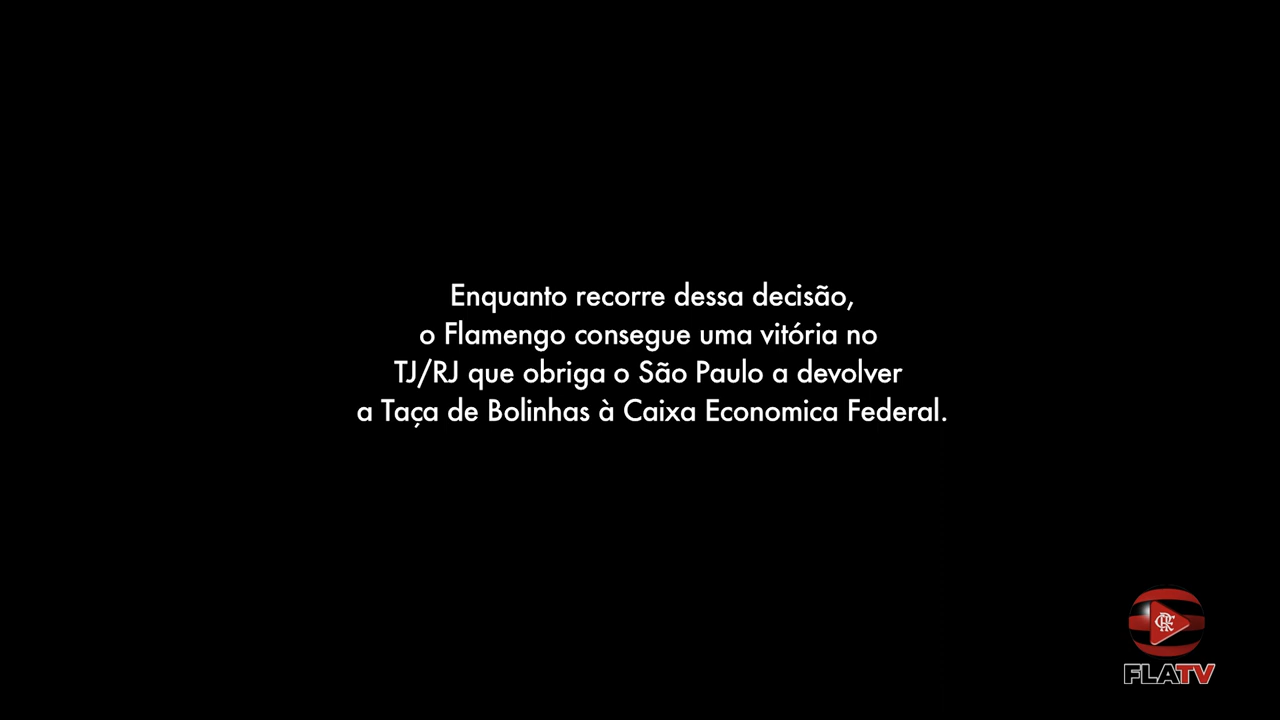 Enquanto recorre dessa decisão,
o Flamengo consegue uma vitória no
TJ/RJ que obriga o São Paulo a devolver
a Taça de Bolinhas à Caixa Economica Federal.
CRF
FLATV